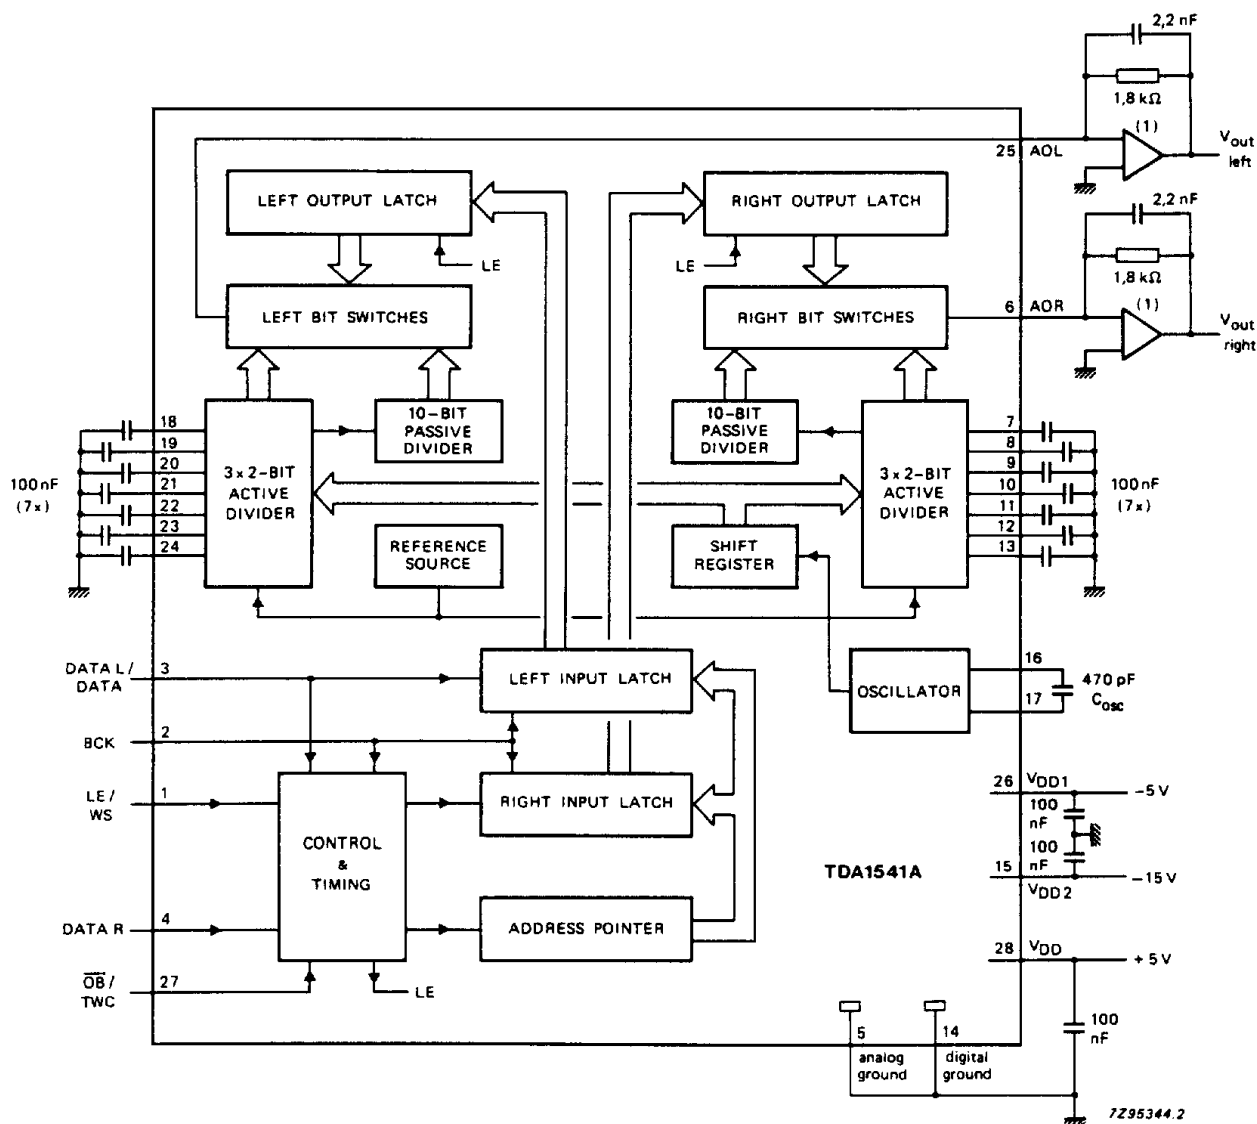 2,2 nF
1,8 kΩ
(1)
25
AOL
Vout
left
LEFT OUTPUT LATCH
RIGHT OUTPUT LATCH
2,2 nF
LE
LE
1,8 kΩ
LEFT BIT SWITCHES
RIGHT BIT SWITCHES
6
AOR
(1)
Vout
right
18
19
20
21
22
23
24
100 nF
(7x)
3 x 2-BIT
ACTIVE
DIVIDER
10-BIT
PASSIVE
DIVIDER
10-BIT
PASSIVE
DIVIDER
3 x 2-BIT
ACTIVE
DIVIDER
7
8
9
10
11
12
13
100 nF
(7x)
REFERENCE
SOURCE
SHIFT
REGISTER
DATA L /
DATA
3
LEFT INPUT LATCH
OSCILLATOR
16
17
470 pF
Cosc
BCK
2
LE /
WS
1
RIGHT INPUT LATCH
26
VDD1
−5 V
100
nF
100
nF
CONTROL
&
TIMING
TDA1541A
15
VDD2
−15 V
DATA R
4
ADDRESS POINTER
28
VDD
+ 5 V
O̅B̅ /
TWC
27
LE
5
analog
ground
14
digital
ground
100
nF
7Z95344.2